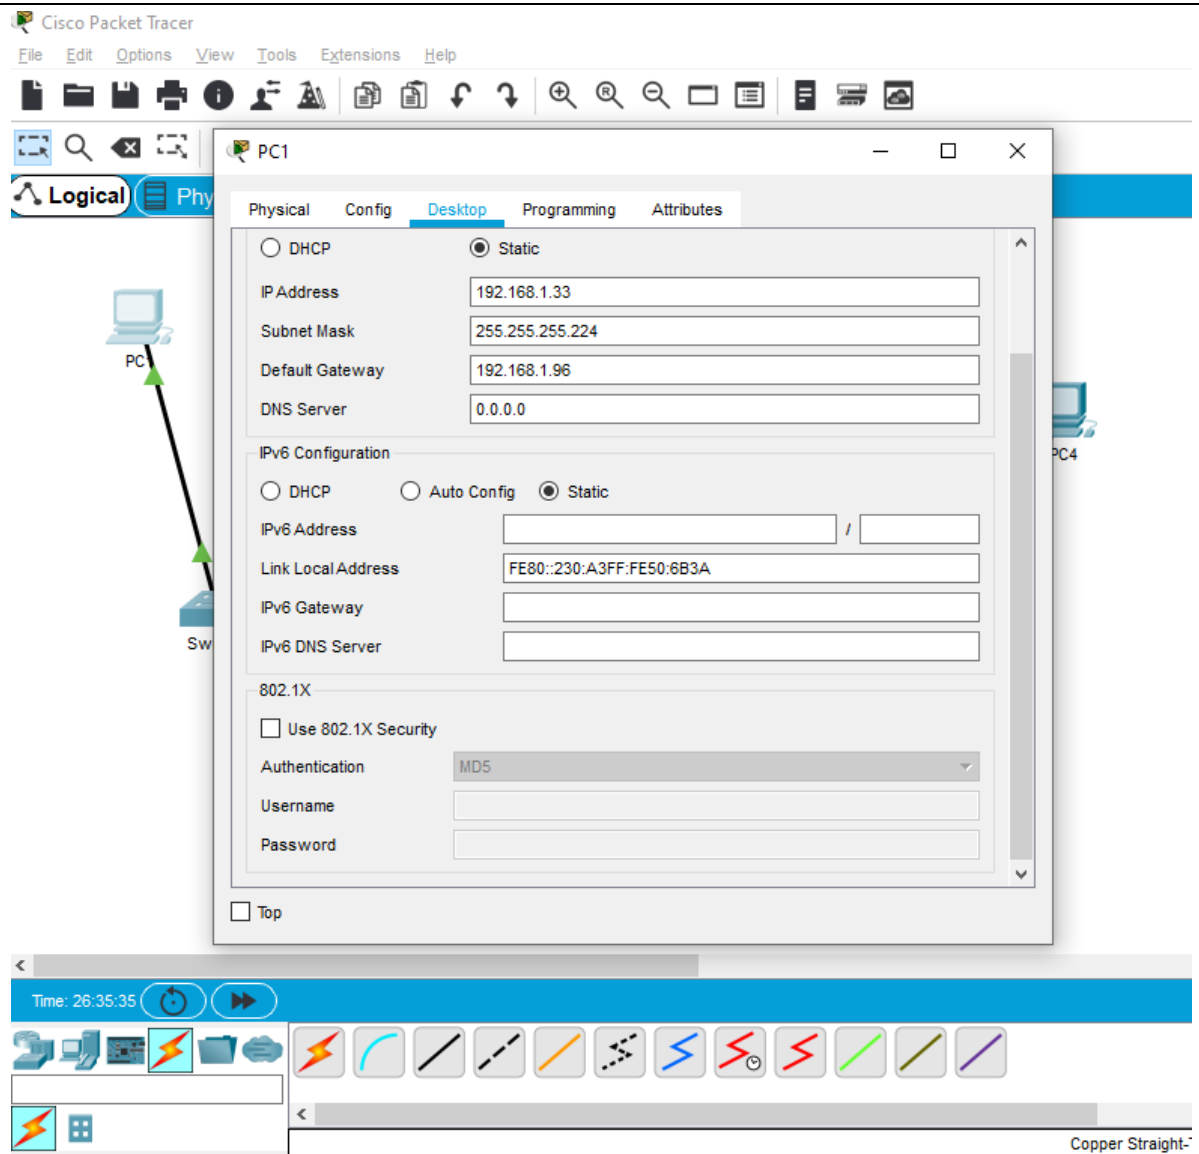 Cisco Packet Tracer
File Edit Options View Tools Extensions Help
PC1
Logical Phy
Physical Config Desktop Programming Attributes
DHCP Static
IP Address 192.168.1.33
Subnet Mask 255.255.255.224
Default Gateway 192.168.1.96
DNS Server 0.0.0.0
IPv6 Configuration
DHCP Auto Config Static
IPv6 Address /
Link Local Address FE80::230:A3FF:FE50:6B3A
IPv6 Gateway
IPv6 DNS Server
802.1X
Use 802.1X Security
Authentication MD5
Username
Password
Top
PC1
Sw
PC4
Time: 26:35:35
Copper Straight-T